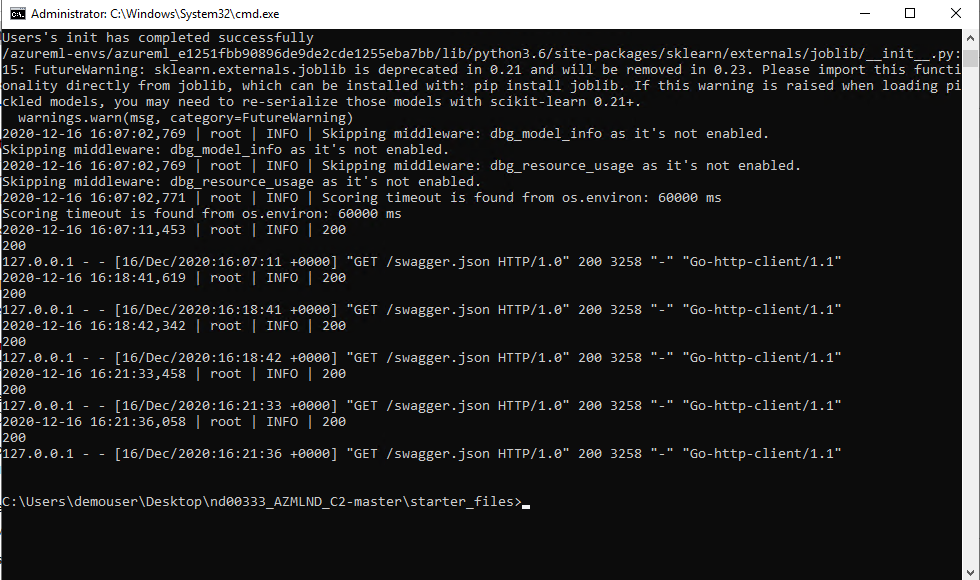 Administrator: C:\Windows\System32\cmd.exe
Users's init has completed successfully
/azureml-envs/azureml_e1251fbb90896de9de2cde1255eba7bb/lib/python3.6/site-packages/sklearn/externals/joblib/__init__.py:
15: FutureWarning: sklearn.externals.joblib is deprecated in 0.21 and will be removed in 0.23. Please import this functi
onality directly from joblib, which can be installed with: pip install joblib. If this warning is raised when loading pi
ckled models, you may need to re-serialize those models with scikit-learn 0.21+.
  warnings.warn(msg, category=FutureWarning)
2020-12-16 16:07:02,769 | root | INFO | Skipping middleware: dbg_model_info as it's not enabled.
Skipping middleware: dbg_model_info as it's not enabled.
2020-12-16 16:07:02,769 | root | INFO | Skipping middleware: dbg_resource_usage as it's not enabled.
Skipping middleware: dbg_resource_usage as it's not enabled.
2020-12-16 16:07:02,771 | root | INFO | Scoring timeout is found from os.environ: 60000 ms
Scoring timeout is found from os.environ: 60000 ms
2020-12-16 16:07:11,453 | root | INFO | 200
200
127.0.0.1 - - [16/Dec/2020:16:07:11 +0000] "GET /swagger.json HTTP/1.0" 200 3258 "-" "Go-http-client/1.1"
2020-12-16 16:18:41,619 | root | INFO | 200
200
127.0.0.1 - - [16/Dec/2020:16:18:41 +0000] "GET /swagger.json HTTP/1.0" 200 3258 "-" "Go-http-client/1.1"
2020-12-16 16:18:42,342 | root | INFO | 200
200
127.0.0.1 - - [16/Dec/2020:16:18:42 +0000] "GET /swagger.json HTTP/1.0" 200 3258 "-" "Go-http-client/1.1"
2020-12-16 16:21:33,458 | root | INFO | 200
200
127.0.0.1 - - [16/Dec/2020:16:21:33 +0000] "GET /swagger.json HTTP/1.0" 200 3258 "-" "Go-http-client/1.1"
2020-12-16 16:21:36,058 | root | INFO | 200
200
127.0.0.1 - - [16/Dec/2020:16:21:36 +0000] "GET /swagger.json HTTP/1.0" 200 3258 "-" "Go-http-client/1.1"
C:\Users\demouser\Desktop\nd00333_AZMLND_C2-master\starter_files>